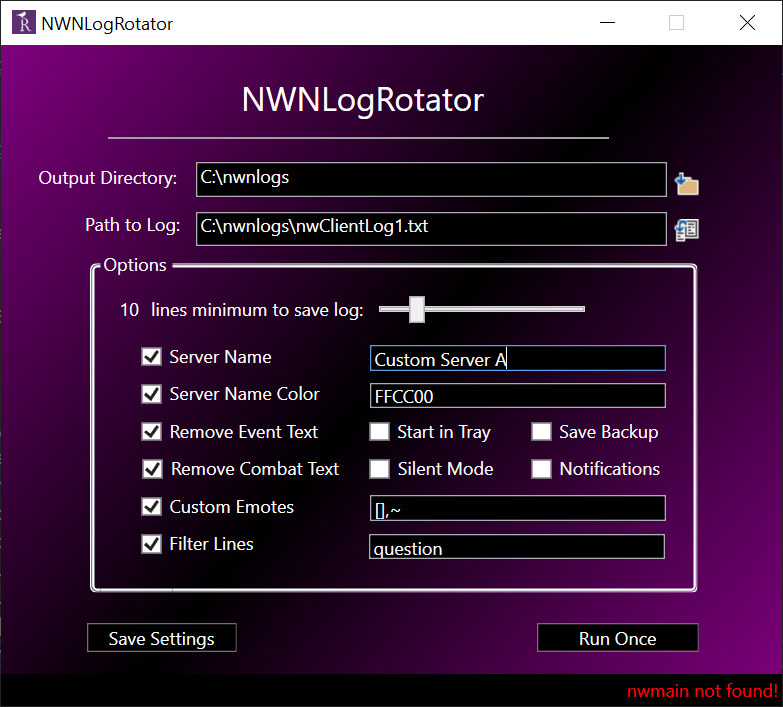 NWNLogRotator
NWNLogRotator
Output Directory: C:\nwnlogs
Path to Log: C:\nwnlogs\nwClientLog1.txt
Options
10 lines minimum to save log:
Server Name Custom Server A
Server Name Color FFCC00
Remove Event Text Start in Tray Save Backup
Remove Combat Text Silent Mode Notifications
Custom Emotes [],~
Filter Lines question
Save Settings Run Once
nwmain not found!